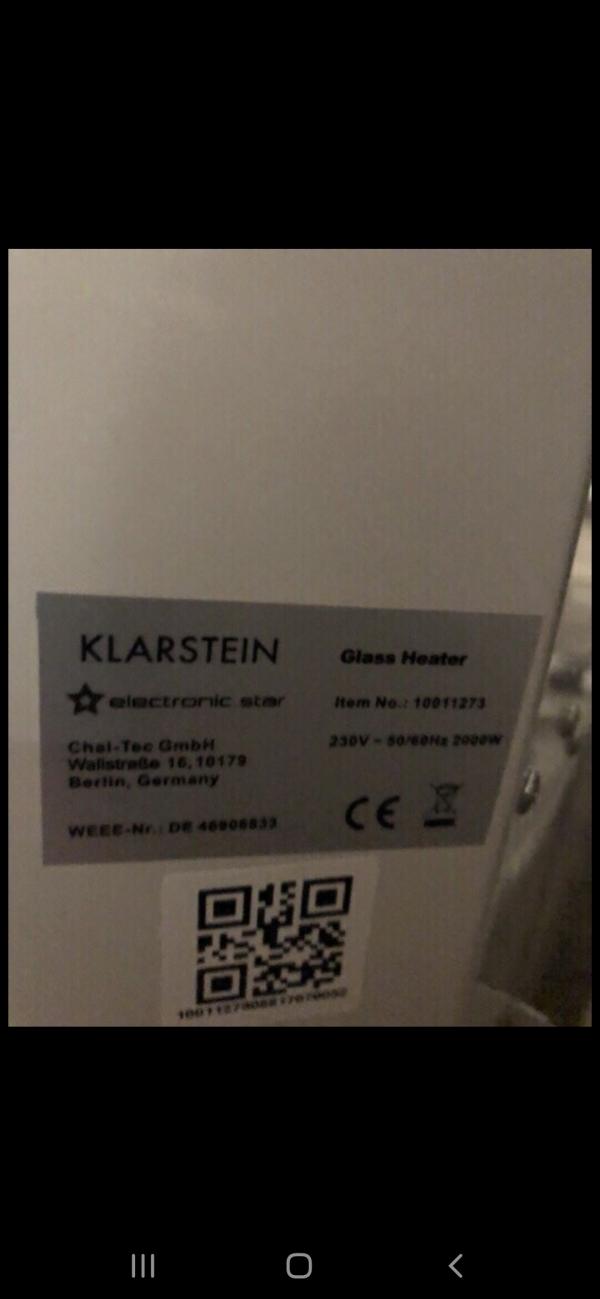 KLARSTEIN
electronic star
Chal-Tec GmbH
Wallstraße 16, 10179
Berlin, Germany
WEEE-Nr.: DE 46906833
Glass Heater
Item No.: 10011273
230V ~ 50/60Hz 2000W
CE